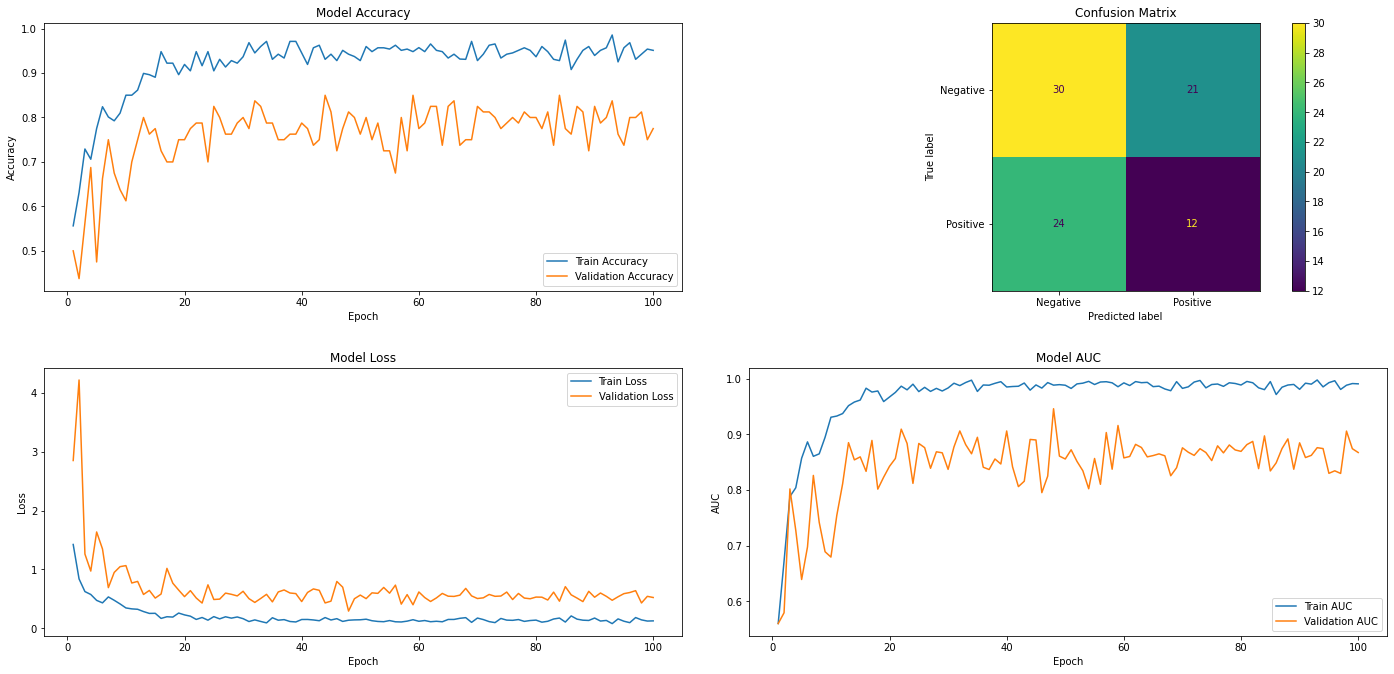 Model Accuracy
1.0
0.9
0.8
0.7
0.6
0.5
Accuracy
Train Accuracy
Validation Accuracy
0 20 40 60 80 100
Epoch
Confusion Matrix
Negative
Positive
True label
30 21
24 12
Negative Positive
Predicted label
30
28
26
24
22
20
18
16
14
12
Model Loss
4
3
2
1
0
Loss
Train Loss
Validation Loss
0 20 40 60 80 100
Epoch
Model AUC
1.0
0.9
0.8
0.7
0.6
AUC
Train AUC
Validation AUC
0 20 40 60 80 100
Epoch